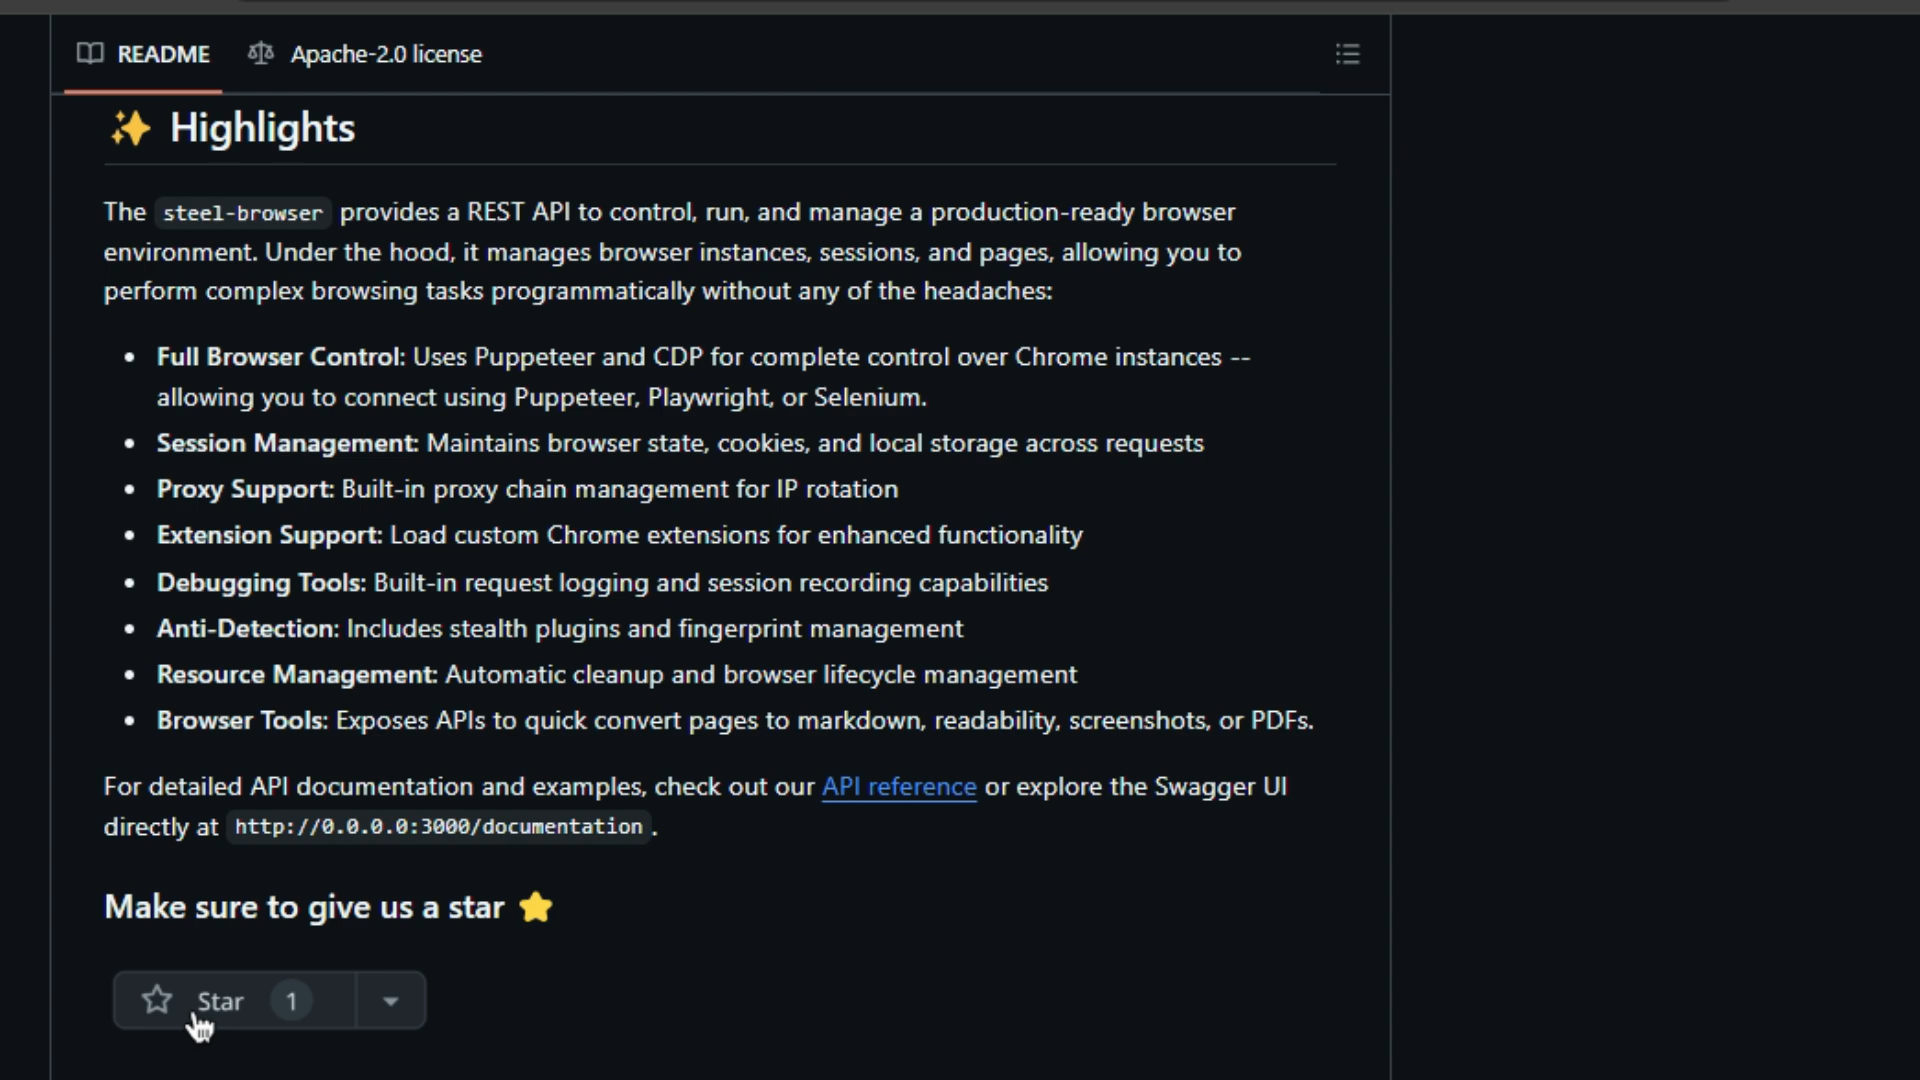 README Apache-2.0 license
✨ Highlights
The steel-browser provides a REST API to control, run, and manage a production-ready browser
environment. Under the hood, it manages browser instances, sessions, and pages, allowing you to
perform complex browsing tasks programmatically without any of the headaches:
• Full Browser Control: Uses Puppeteer and CDP for complete control over Chrome instances --
allowing you to connect using Puppeteer, Playwright, or Selenium.
• Session Management: Maintains browser state, cookies, and local storage across requests
• Proxy Support: Built-in proxy chain management for IP rotation
• Extension Support: Load custom Chrome extensions for enhanced functionality
• Debugging Tools: Built-in request logging and session recording capabilities
• Anti-Detection: Includes stealth plugins and fingerprint management
• Resource Management: Automatic cleanup and browser lifecycle management
• Browser Tools: Exposes APIs to quick convert pages to markdown, readability, screenshots, or PDFs.
For detailed API documentation and examples, check out our API reference or explore the Swagger UI
directly at http://0.0.0.0:3000/documentation .
Make sure to give us a star ⭐
Star 1